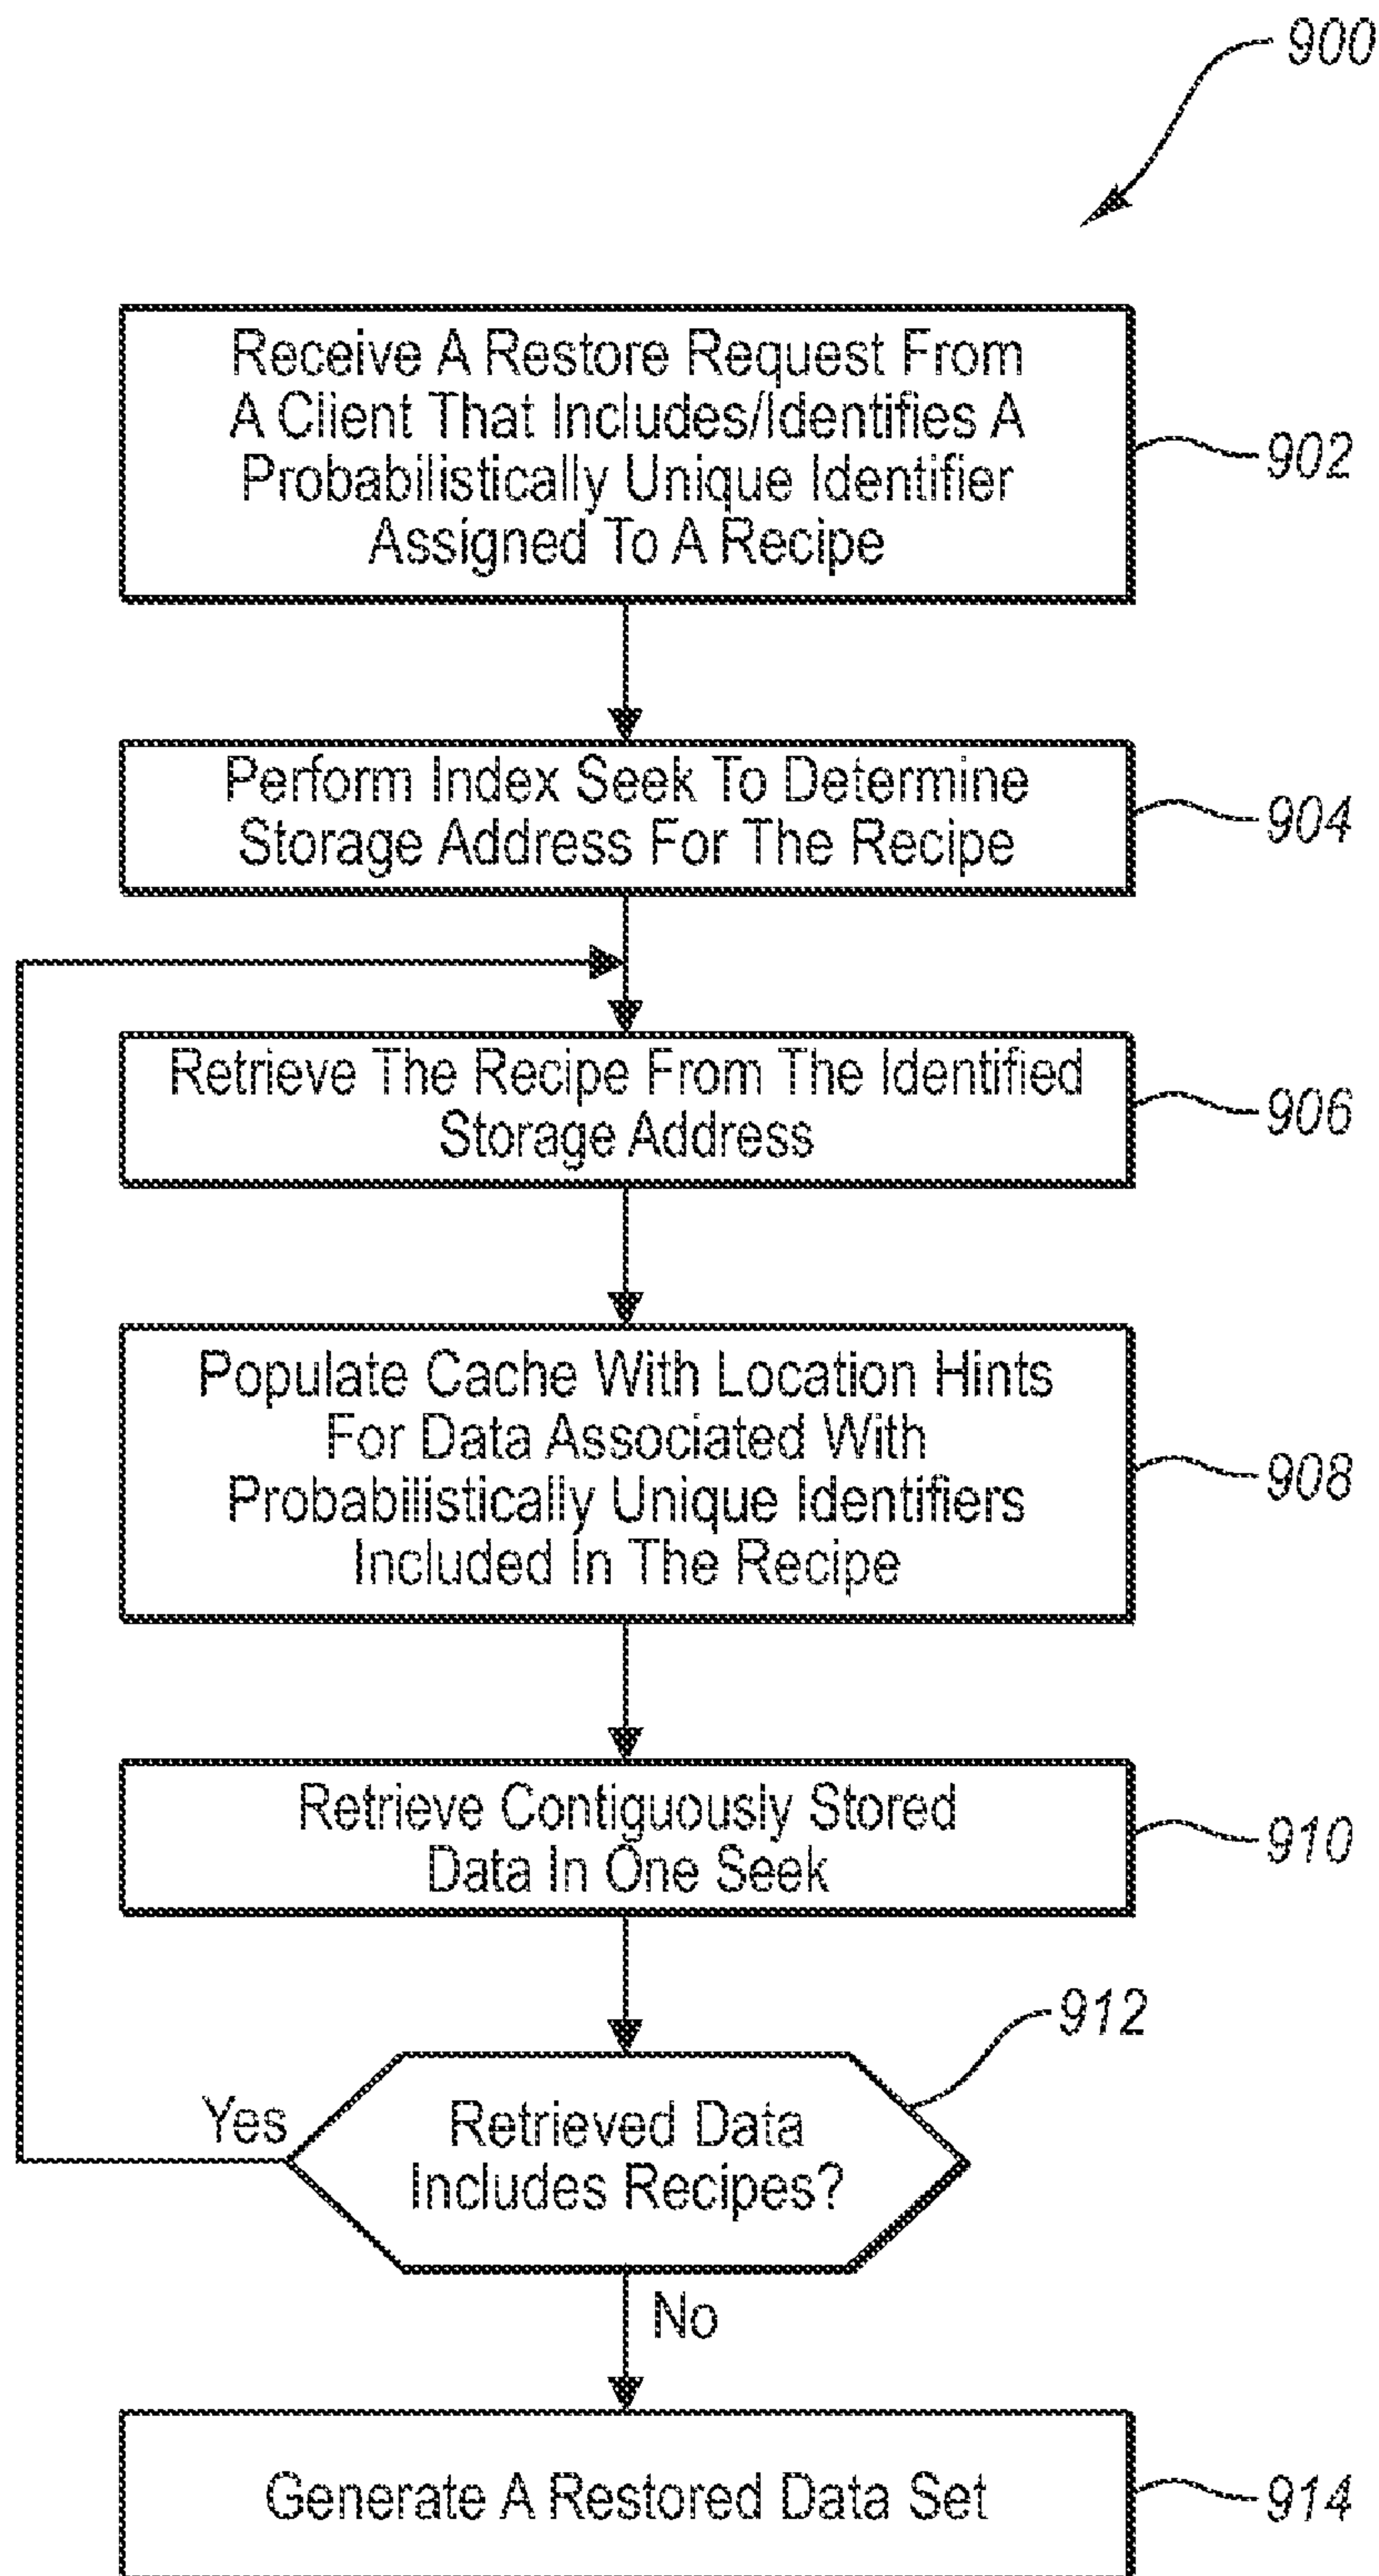 900
Receive A Restore Request From
A Client That Includes/Identifies A
Probabilistically Unique Identifier
Assigned To A Recipe
902
Perform Index Seek To Determine
Storage Address For The Recipe
904
Retrieve The Recipe From The Identified
Storage Address
906
Populate Cache With Location Hints
For Data Associated With
Probabilistically Unique Identifiers
Included In The Recipe
908
Retrieve Contiguously Stored
Data In One Seek
910
912
Yes
Retrieved Data
Includes Recipes?
No
Generate A Restored Data Set
914